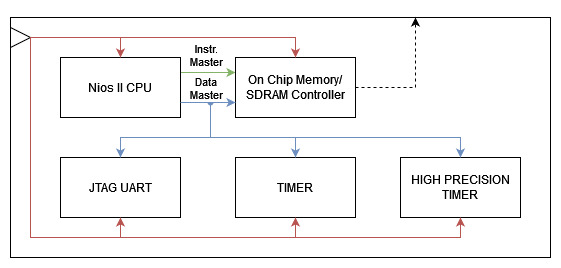 Instr.
Master
Nios II CPU
Data
Master
On Chip Memory/
SDRAM Controller
JTAG UART
TIMER
HIGH PRECISION
TIMER